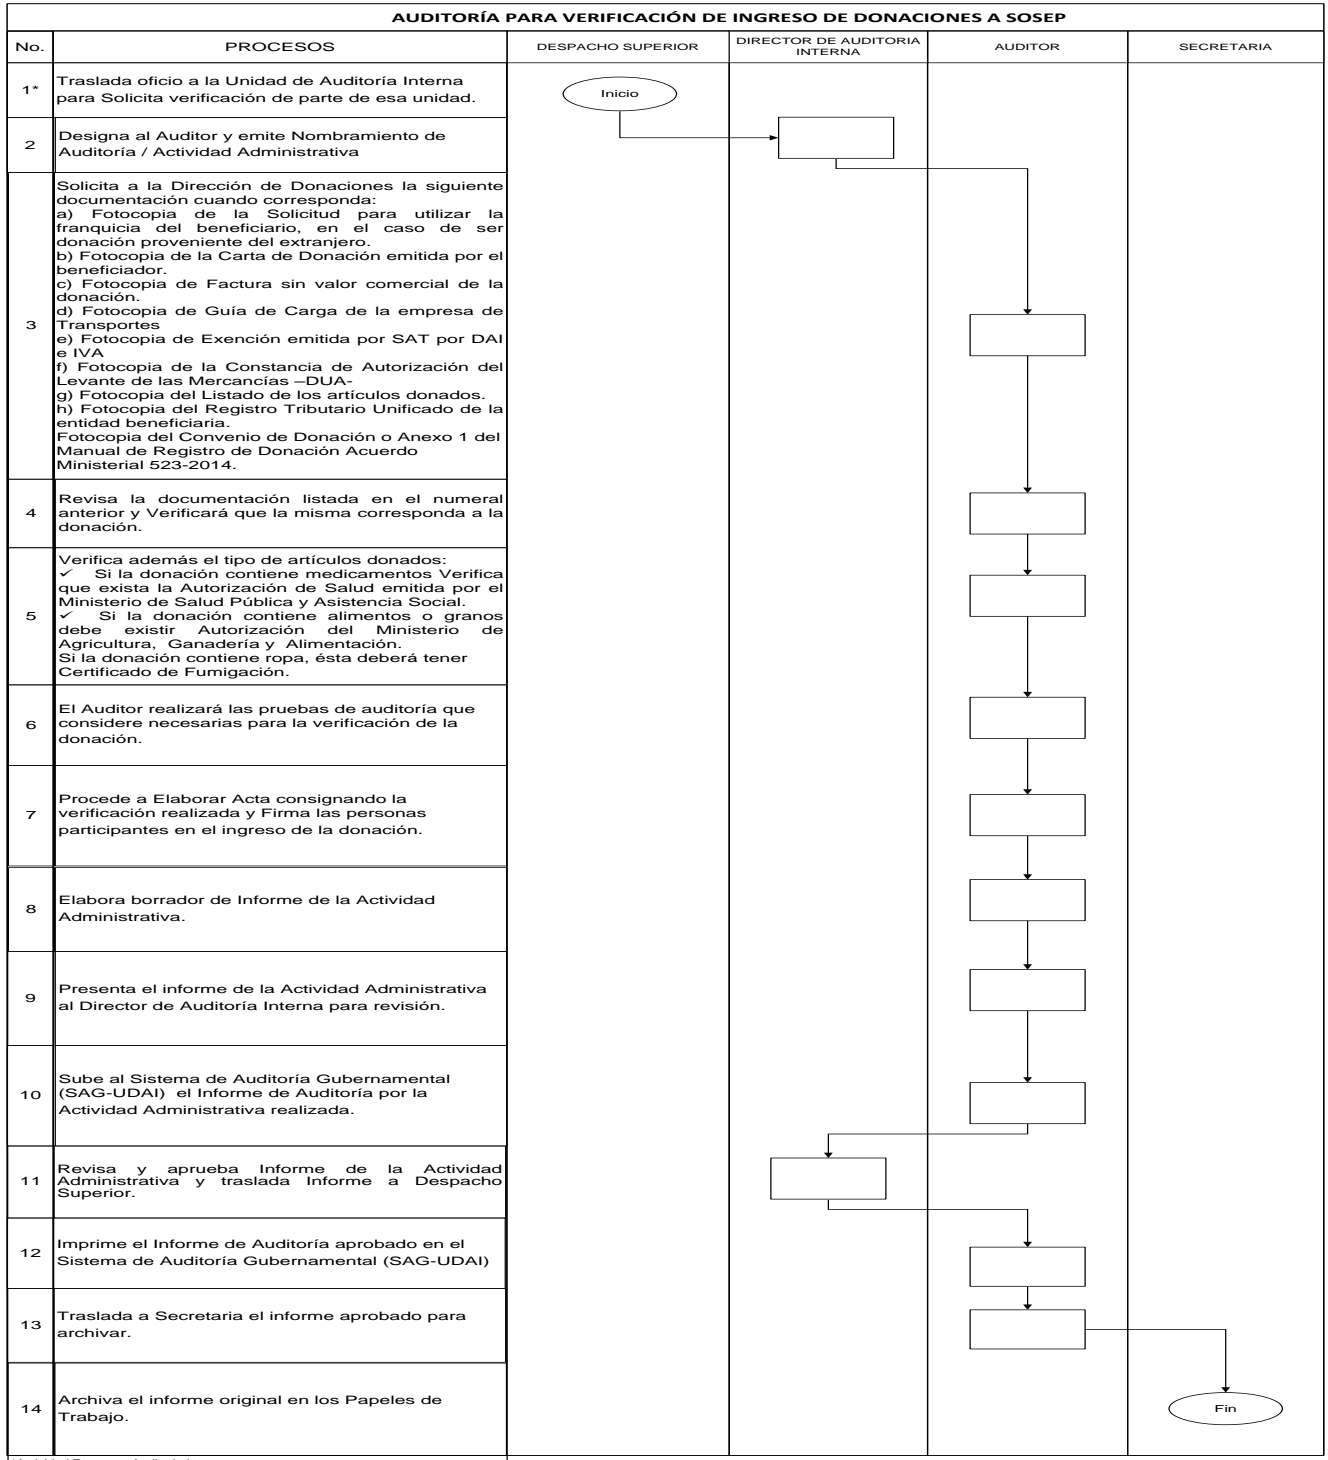 AUDITORÍA PARA VERIFICACIÓN DE INGRESO DE DONACIONES A SOSEP
No.
PROCESOS
DESPACHO SUPERIOR
DIRECTOR DE AUDITORIA
INTERNA
AUDITOR
SECRETARIA
1*
Traslada oficio a la Unidad de Auditoría Interna
para Solicita verificación de parte de esa unidad.
Inicio
2
Designa al Auditor y emite Nombramiento de
Auditoría / Actividad Administrativa
3
Solicita a la Dirección de Donaciones la siguiente
documentación cuando corresponda:
a) Fotocopia de la Solicitud para utilizar la
franquicia del beneficiario, en el caso de ser
donación proveniente del extranjero.
b) Fotocopia de la Carta de Donación emitida por el
beneficiador.
c) Fotocopia de Factura sin valor comercial de la
donación.
d) Fotocopia de Guía de Carga de la empresa de
Transportes
e) Fotocopia de Exención emitida por SAT por DAI
e IVA
f) Fotocopia de la Constancia de Autorización del
Levante de las Mercancías –DUA-
g) Fotocopia del Listado de los artículos donados.
h) Fotocopia del Registro Tributario Unificado de la
entidad beneficiaria.
Fotocopia del Convenio de Donación o Anexo 1 del
Manual de Registro de Donación Acuerdo
Ministerial 523-2014.
4
Revisa la documentación listada en el numeral
anterior y Verificará que la misma corresponda a la
donación.
5
Verifica además el tipo de artículos donados:
✓ Si la donación contiene medicamentos Verifica
que exista la Autorización de Salud emitida por el
Ministerio de Salud Pública y Asistencia Social.
✓ Si la donación contiene alimentos o granos
debe existir Autorización del Ministerio de
Agricultura, Ganadería y Alimentación.
Si la donación contiene ropa, ésta deberá tener
Certificado de Fumigación.
6
El Auditor realizará las pruebas de auditoría que
considere necesarias para la verificación de la
donación.
7
Procede a Elaborar Acta consignando la
verificación realizada y Firma las personas
participantes en el ingreso de la donación.
8
Elabora borrador de Informe de la Actividad
Administrativa.
9
Presenta el informe de la Actividad Administrativa
al Director de Auditoría Interna para revisión.
10
Sube al Sistema de Auditoría Gubernamental
(SAG-UDAI) el Informe de Auditoría por la
Actividad Administrativa realizada.
11
Revisa y aprueba Informe de la Actividad
Administrativa y traslada Informe a Despacho
Superior.
12
Imprime el Informe de Auditoría aprobado en el
Sistema de Auditoría Gubernamental (SAG-UDAI)
13
Traslada a Secretaria el informe aprobado para
archivar.
14
Archiva el informe original en los Papeles de
Trabajo.
Fin